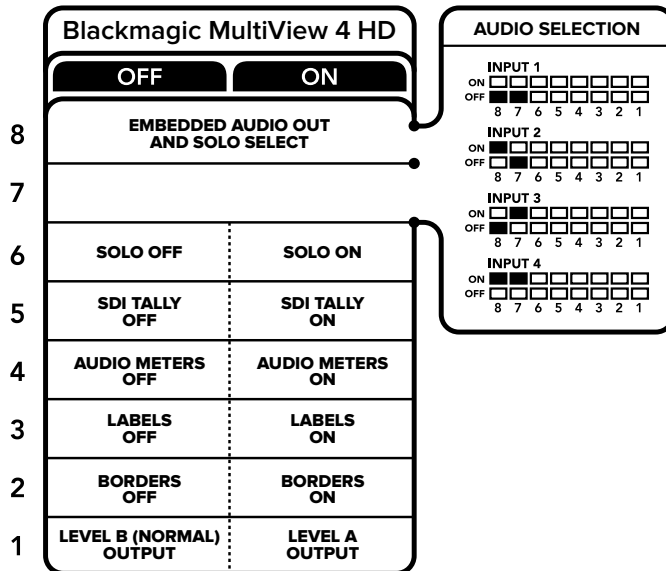 Blackmagic MultiView 4 HD
OFF ON
8 EMBEDDED AUDIO OUT
AND SOLO SELECT
7
6 SOLO OFF SOLO ON
5 SDI TALLY
OFF
SDI TALLY
ON
4 AUDIO METERS
OFF
AUDIO METERS
ON
3 LABELS
OFF
LABELS
ON
2 BORDERS
OFF
BORDERS
ON
1 LEVEL B (NORMAL)
OUTPUT
LEVEL A
OUTPUT
AUDIO SELECTION
INPUT 1
ON
OFF
8 7 6 5 4 3 2 1
INPUT 2
ON
OFF
8 7 6 5 4 3 2 1
INPUT 3
ON
OFF
8 7 6 5 4 3 2 1
INPUT 4
ON
OFF
8 7 6 5 4 3 2 1